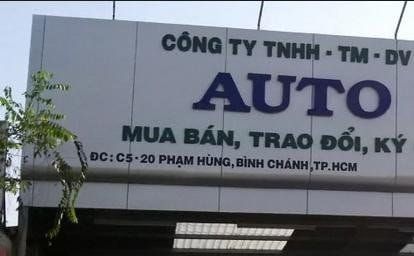 CÔNG TY TNHH - TM - DV
AUTO
MUA BÁN, TRAO ĐỔI, KÝ
ĐC : C5 - 20 PHẠM HÙNG, BÌNH CHÁNH, TP.HCM